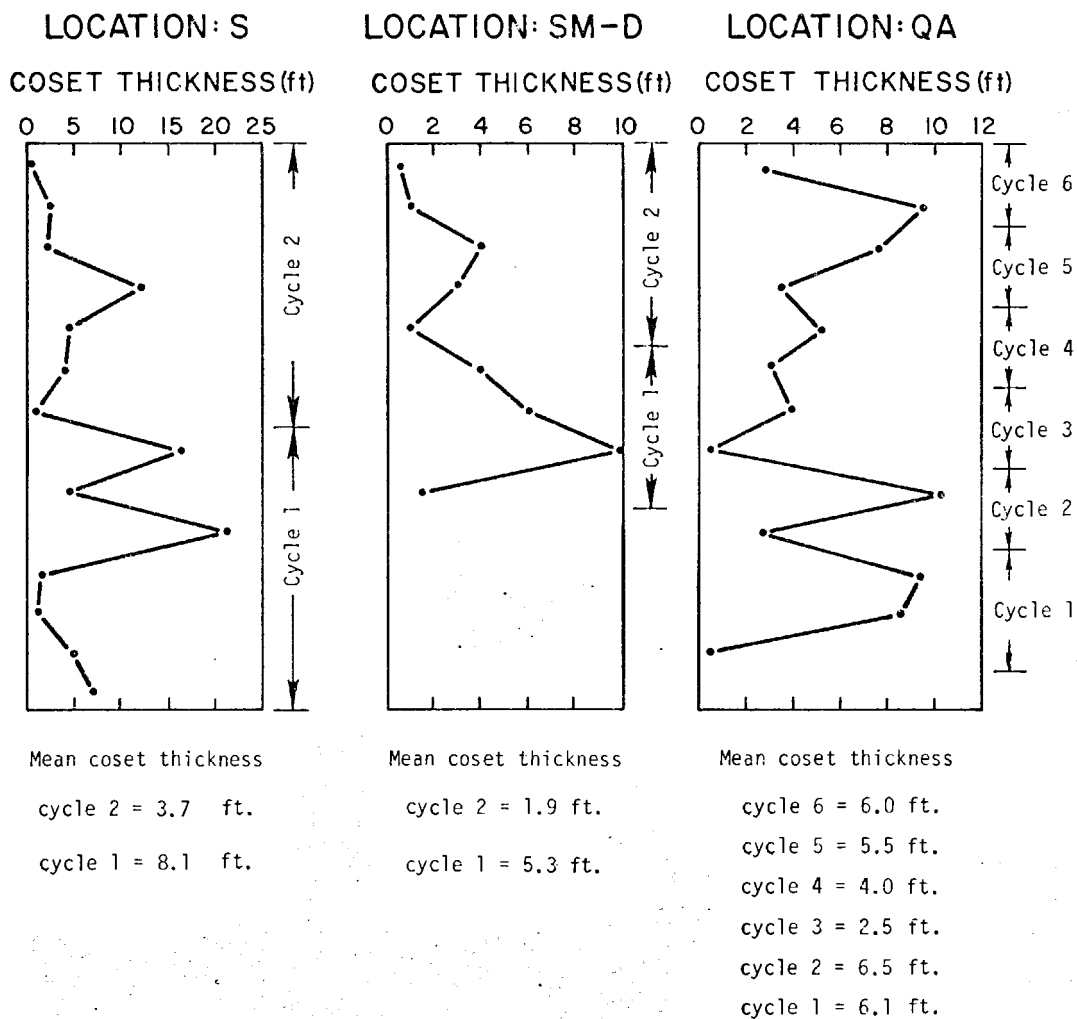 LOCATION: S
COSET THICKNESS (ft)
0 5 10 15 20 25
Cycle 2
Cycle 1
Mean coset thickness
cycle 2 = 3.7 ft.
cycle 1 = 8.1 ft.
LOCATION: SM-D
COSET THICKNESS (ft)
0 2 4 6 8 10
Cycle 2
Cycle 1
Mean coset thickness
cycle 2 = 1.9 ft.
cycle 1 = 5.3 ft.
LOCATION: QA
COSET THICKNESS (ft)
0 2 4 6 8 10 12
Cycle 6
Cycle 5
Cycle 4
Cycle 3
Cycle 2
Cycle 1
Mean coset thickness
cycle 6 = 6.0 ft.
cycle 5 = 5.5 ft.
cycle 4 = 4.0 ft.
cycle 3 = 2.5 ft.
cycle 2 = 6.5 ft.
cycle 1 = 6.1 ft.